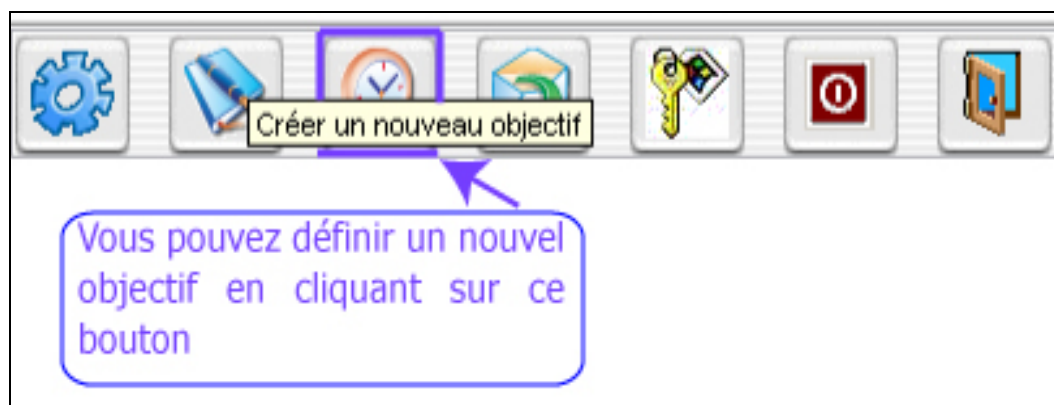 Créer un nouveau objectif
Vous pouvez définir un nouvel
objectif en cliquant sur ce
bouton